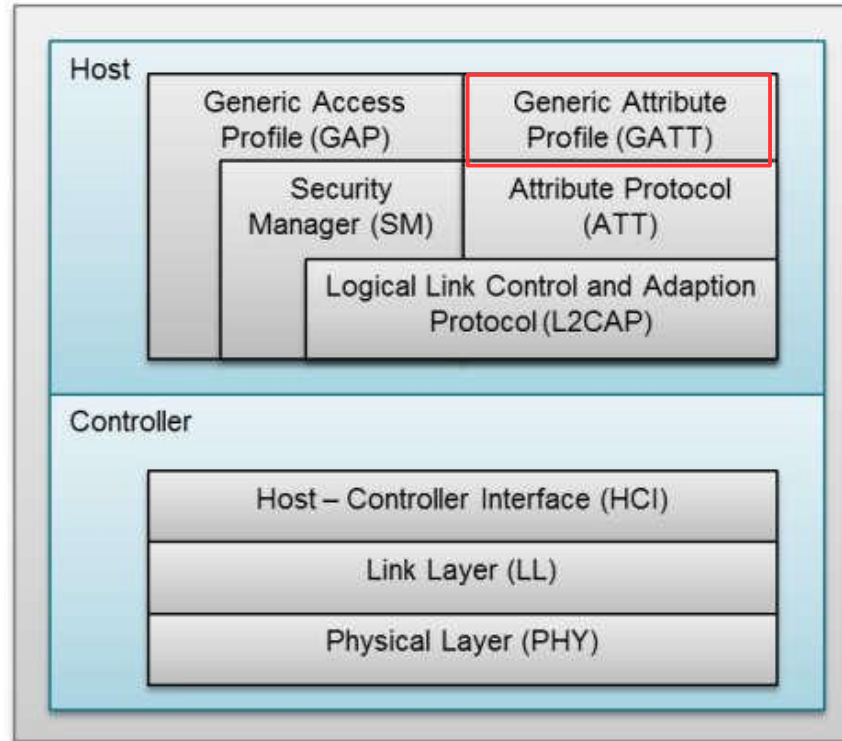 Host
Generic Access
Profile (GAP)
Generic Attribute
Profile (GATT)
Security
Manager (SM)
Attribute Protocol
(ATT)
Logical Link Control and Adaption
Protocol (L2CAP)
Controller
Host – Controller Interface (HCI)
Link Layer (LL)
Physical Layer (PHY)